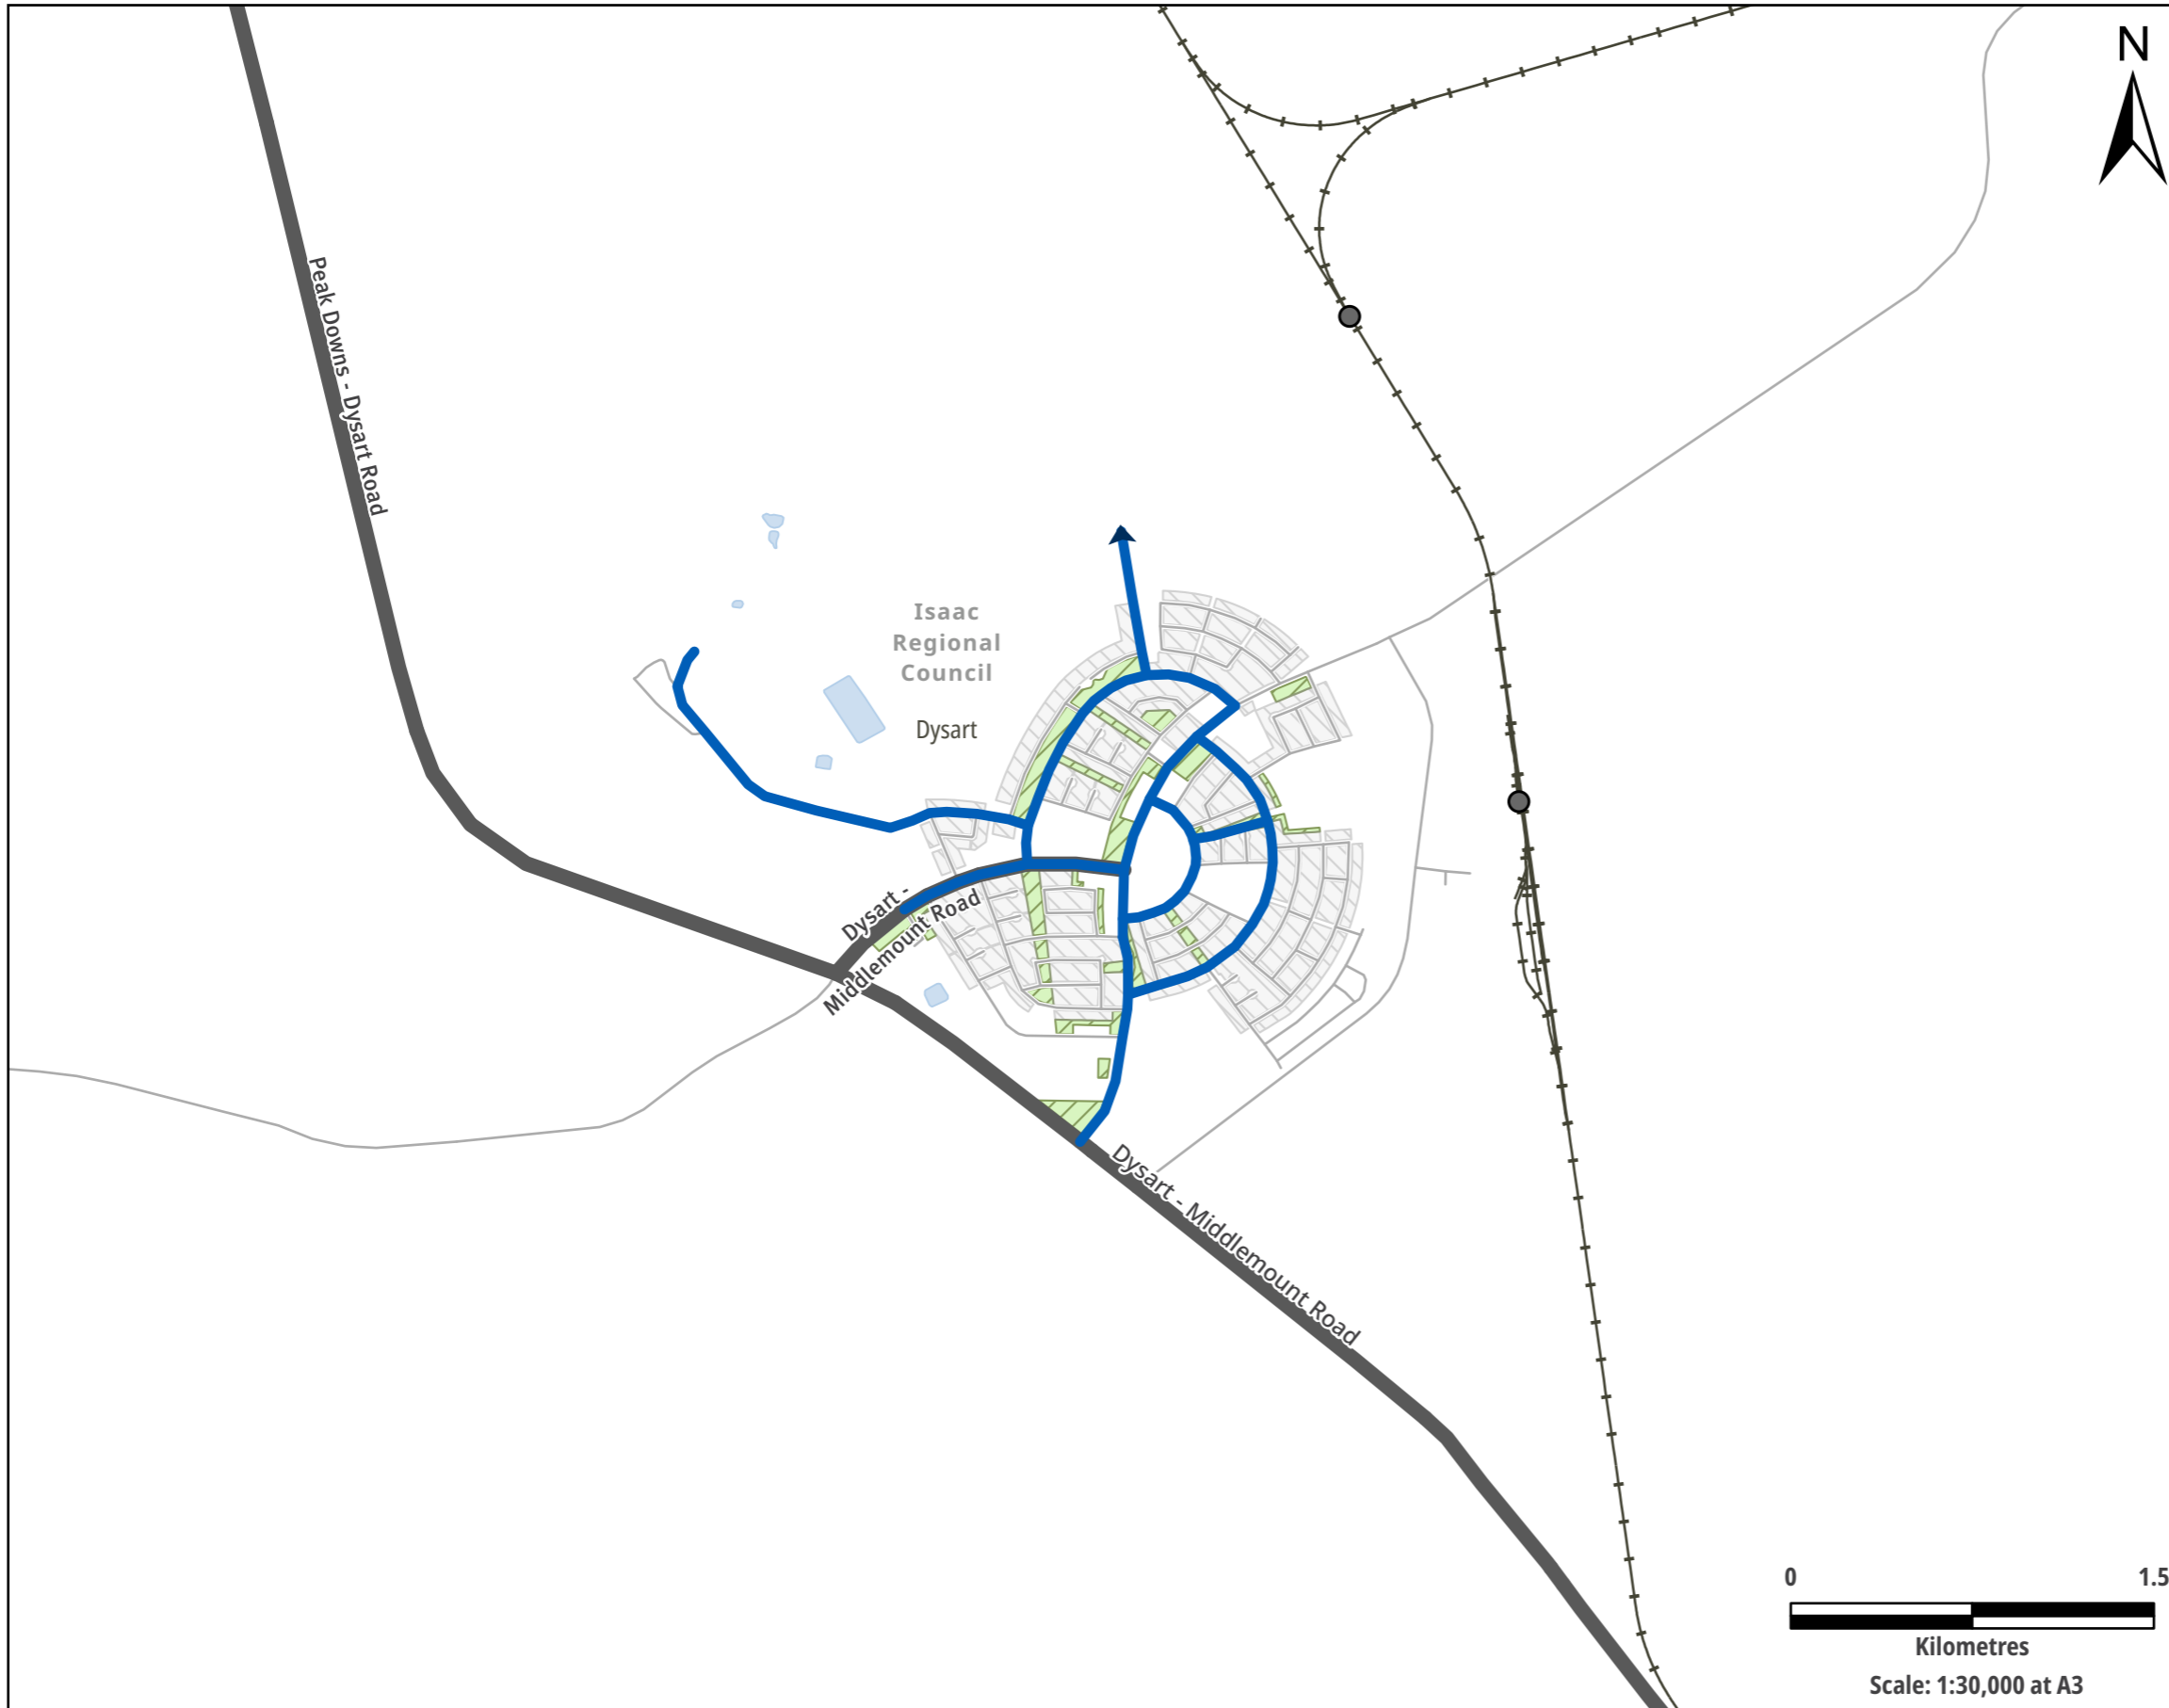 N
Peak Downs - Dysart Road
Isaac
Regional
Council
Dysart
Dysart -
Middlemount Road
Dysart - Middlemount Road
0 1.5
Kilometres
Scale: 1:30,000 at A3